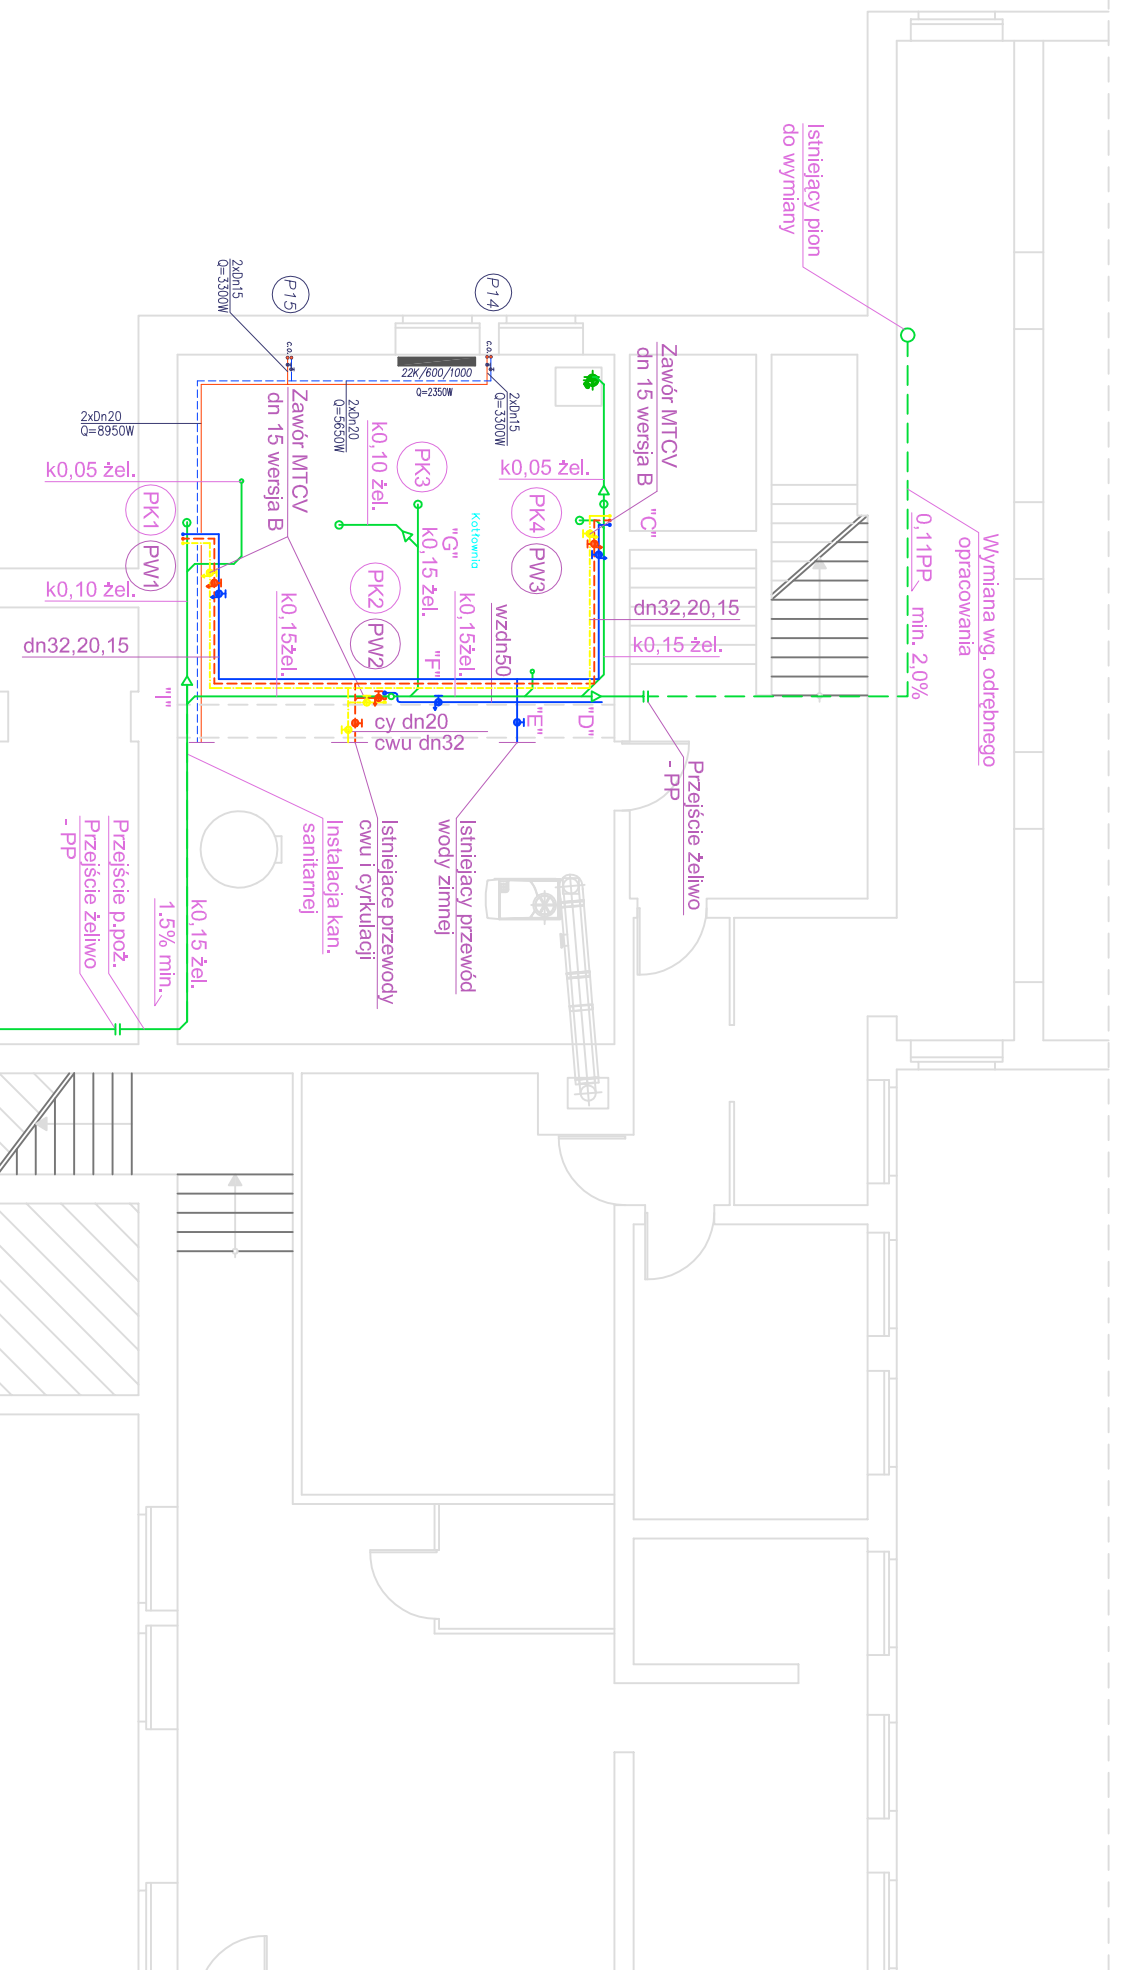 Istniejący pion
do wymiany
Wymiana wg. odrębnego
opracowania
0,11PP
min. 2,0%
2xDn15
Q=3300W
P15
P14
c.o.
c.o.
22K/600/1000
Q=2350W
2xDn15
Q=3300W
2xDn20
Q=5650W
2xDn20
Q=8950W
Zawór MTCV
dn 15 wersja B
Zawór MTCV
dn 15 wersja B
k0,05 żel.
k0,10 żel.
PK3
k0,05 żel.
PK1
PW1
PK4
PW3
"C"
Kotłownia
"G"
k0,15 żel.
k0,10 żel.
PK2
PW2
k0,15żel.
k0,15żel.
wzdn50
dn32,20,15
k0,15 żel.
dn32,20,15
"F"
"I"
"E"
"D"
cy dn20
cwu dn32
Przejście żeliwo
- PP
Istniejacy przewód
wody zimnej
Istniejace przewody
cwu i cyrkulacji
Instalacja kan.
sanitarnej
k0,15 żel.
1.5% min.
Przejście p.poż.
Przejście żeliwo
- PP